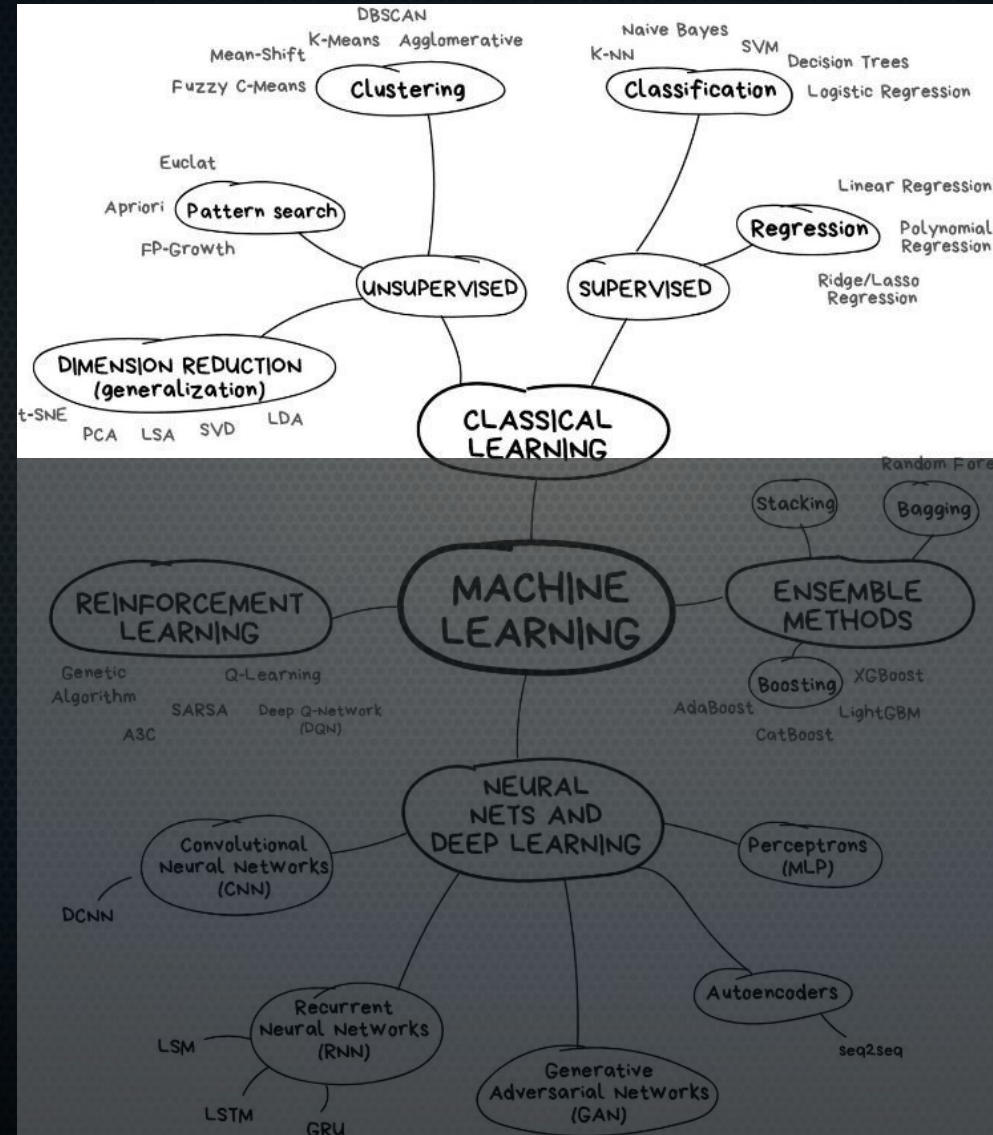 DBSCAN
K-Means Agglomerative
Mean-Shift
Fuzzy C-Means
Clustering
Naive Bayes
K-NN
SVM
Decision Trees
Classification
Logistic Regression
Euclat
Apriori
Pattern search
FP-Growth
Linear Regression
Regression
Polynomial
Regression
Ridge/Lasso
Regression
UNSUPERVISED
SUPERVISED
DIMENSION REDUCTION
(generalization)
t-SNE
PCA
LSA
SVD
LDA
CLASSICAL
LEARNING
Random Fore
Stacking
Bagging
MACHINE
LEARNING
ENSEMBLE
METHODS
REINFORCEMENT
LEARNING
Genetic
Algorithm
Q-Learning
SARSA
Deep Q-Network
(DQN)
A3C
Boosting
XGBoost
AdaBoost
LightGBM
CatBoost
NEURAL
NETS AND
DEEP LEARNING
Convolutional
Neural Networks
(CNN)
DCNN
Perceptrons
(MLP)
Autoencoders
seq2seq
Recurrent
Neural Networks
(RNN)
LSM
LSTM
GRU
Generative
Adversarial Networks
(GAN)